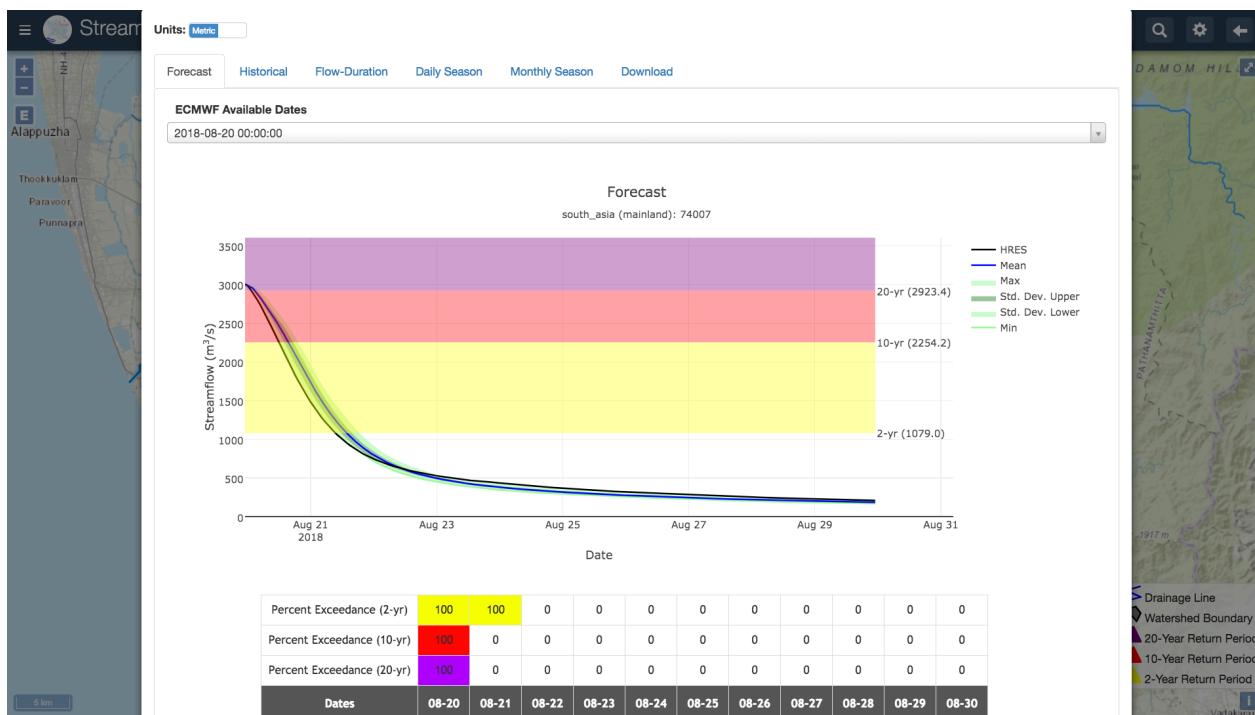 Stream
Units: Metric
Forecast Historical Flow-Duration Daily Season Monthly Season Download
ECMWF Available Dates
2018-08-20 00:00:00
Forecast
south_asia (mainland): 74007
Streamflow (m³/s)
3500
3000
2500
2000
1500
1000
500
0
20-yr (2923.4)
10-yr (2254.2)
2-yr (1079.0)
HRES
Mean
Max
Std. Dev. Upper
Std. Dev. Lower
Min
Aug 21 Aug 23 Aug 25 Aug 27 Aug 29 Aug 31
2018
Date
Percent Exceedance (2-yr) 100 100 0 0 0 0 0 0 0 0 0
Percent Exceedance (10-yr) 100 0 0 0 0 0 0 0 0 0 0
Percent Exceedance (20-yr) 100 0 0 0 0 0 0 0 0 0 0
Dates 08-20 08-21 08-22 08-23 08-24 08-25 08-26 08-27 08-28 08-29 08-30
+
−
E
NH 4
Alappuzha
Thookkuklam
Paravoor
Punnapra
5 km
DAMOM HIL
PATHANAMTHITTA
1917 m
Drainage Line
Watershed Boundary
20-Year Return Period
10-Year Return Period
2-Year Return Period
i